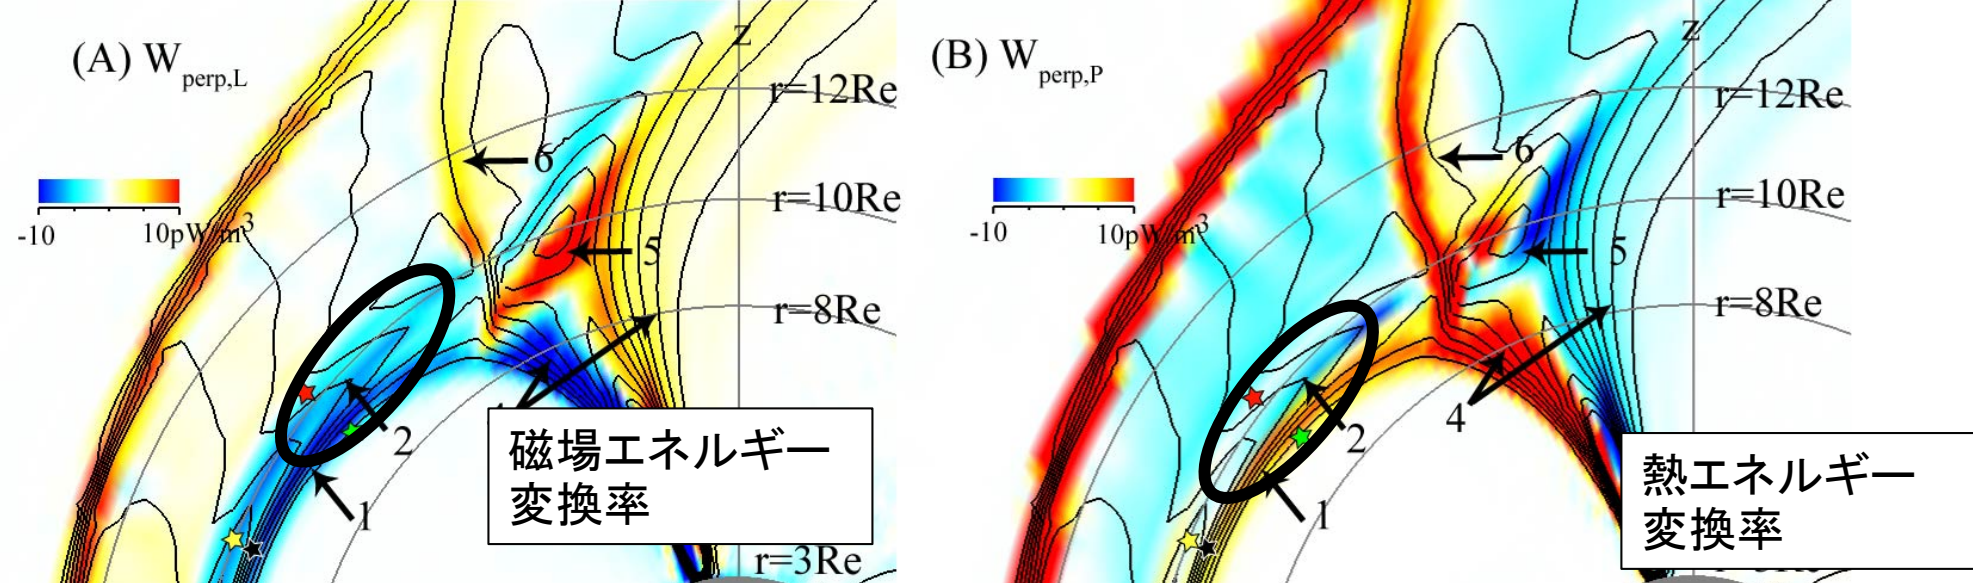 (A) Wperp,L
z
r=12Re
6
r=10Re
-10
10pW/m3
5
r=8Re
2
1
磁場エネルギー
変換率
r=3Re
(B) Wperp,P
z
r=12Re
6
r=10Re
-10
10pW/m3
5
r=8Re
4
2
1
熱エネルギー
変換率